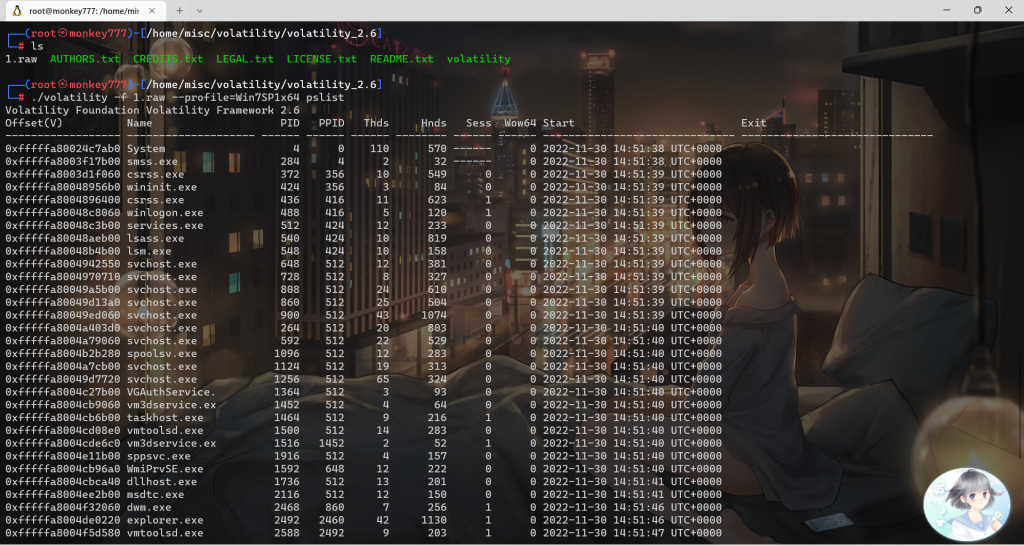 root@monkey777: /home/mis
┌──(root㉿monkey777)-[/home/misc/volatility/volatility_2.6]
└─# ls
1.raw  AUTHORS.txt  CREDITS.txt  LEGAL.txt  LICENSE.txt  README.txt  volatility
┌──(root㉿monkey777)-[/home/misc/volatility/volatility_2.6]
└─# ./volatility -f 1.raw --profile=Win7SP1x64 pslist
Volatility Foundation Volatility Framework 2.6
Offset(V)          Name                    PID   PPID   Thds     Hnds   Sess  Wow64 Start                          Exit
------------------ -------------------- ------ ------ ------ -------- ------ ------ ------------------------------ ------------------------------
0xfffffa80024c7ab0 System                    4      0    110      570 ------      0 2022-11-30 14:51:38 UTC+0000
0xfffffa8003f17b00 smss.exe                284      4      2       32 ------      0 2022-11-30 14:51:38 UTC+0000
0xfffffa8003d1f060 csrss.exe               372    356     10      549      0      0 2022-11-30 14:51:39 UTC+0000
0xfffffa80048956b0 wininit.exe             424    356      3       84      0      0 2022-11-30 14:51:39 UTC+0000
0xfffffa8004896400 csrss.exe               436    416     11      623      1      0 2022-11-30 14:51:39 UTC+0000
0xfffffa80048c8060 winlogon.exe            488    416      5      120      1      0 2022-11-30 14:51:39 UTC+0000
0xfffffa80048c3b00 services.exe            512    424     12      233      0      0 2022-11-30 14:51:39 UTC+0000
0xfffffa80048aeb00 lsass.exe               540    424     10      819      0      0 2022-11-30 14:51:39 UTC+0000
0xfffffa80048b4b00 lsm.exe                 548    424     10      158      0      0 2022-11-30 14:51:39 UTC+0000
0xfffffa8004942550 svchost.exe             648    512     12      381      0      0 2022-11-30 14:51:39 UTC+0000
0xfffffa8004970710 svchost.exe             728    512      8      327      0      0 2022-11-30 14:51:39 UTC+0000
0xfffffa80049a5b00 svchost.exe             808    512     24      610      0      0 2022-11-30 14:51:39 UTC+0000
0xfffffa80049d13a0 svchost.exe             860    512     25      504      0      0 2022-11-30 14:51:39 UTC+0000
0xfffffa80049ed060 svchost.exe             900    512     43     1074      0      0 2022-11-30 14:51:39 UTC+0000
0xfffffa8004a403d0 svchost.exe             264    512     20      803      0      0 2022-11-30 14:51:40 UTC+0000
0xfffffa8004a79060 svchost.exe             592    512     22      529      0      0 2022-11-30 14:51:40 UTC+0000
0xfffffa8004b2b280 spoolsv.exe            1096    512     12      283      0      0 2022-11-30 14:51:40 UTC+0000
0xfffffa8004a7cb00 svchost.exe            1124    512     19      313      0      0 2022-11-30 14:51:40 UTC+0000
0xfffffa80049d7720 svchost.exe            1256    512     65      324      0      0 2022-11-30 14:51:40 UTC+0000
0xfffffa8004c27b00 VGAuthService.         1364    512      3       93      0      0 2022-11-30 14:51:40 UTC+0000
0xfffffa8004cb9060 vm3dservice.ex         1452    512      4       64      0      0 2022-11-30 14:51:40 UTC+0000
0xfffffa8004cb6b00 taskhost.exe           1464    512      9      216      1      0 2022-11-30 14:51:40 UTC+0000
0xfffffa8004cd08e0 vmtoolsd.exe           1500    512     14      283      0      0 2022-11-30 14:51:40 UTC+0000
0xfffffa8004cde6c0 vm3dservice.ex         1516   1452      2       52      1      0 2022-11-30 14:51:40 UTC+0000
0xfffffa8004e11b00 sppsvc.exe             1916    512      4      157      0      0 2022-11-30 14:51:40 UTC+0000
0xfffffa8004cb96a0 WmiPrvSE.exe           1592    648     12      222      0      0 2022-11-30 14:51:40 UTC+0000
0xfffffa8004cbca40 dllhost.exe            1736    512     13      201      0      0 2022-11-30 14:51:41 UTC+0000
0xfffffa8004ee2b00 msdtc.exe              2116    512     12      150      0      0 2022-11-30 14:51:41 UTC+0000
0xfffffa8004f32060 dwm.exe                2468    860      7      256      1      0 2022-11-30 14:51:46 UTC+0000
0xfffffa8004de0220 explorer.exe           2492   2460     42     1130      1      0 2022-11-30 14:51:46 UTC+0000
0xfffffa8004f5d580 vmtoolsd.exe           2588   2492      9      203      1      0 2022-11-30 14:51:47 UTC+0000